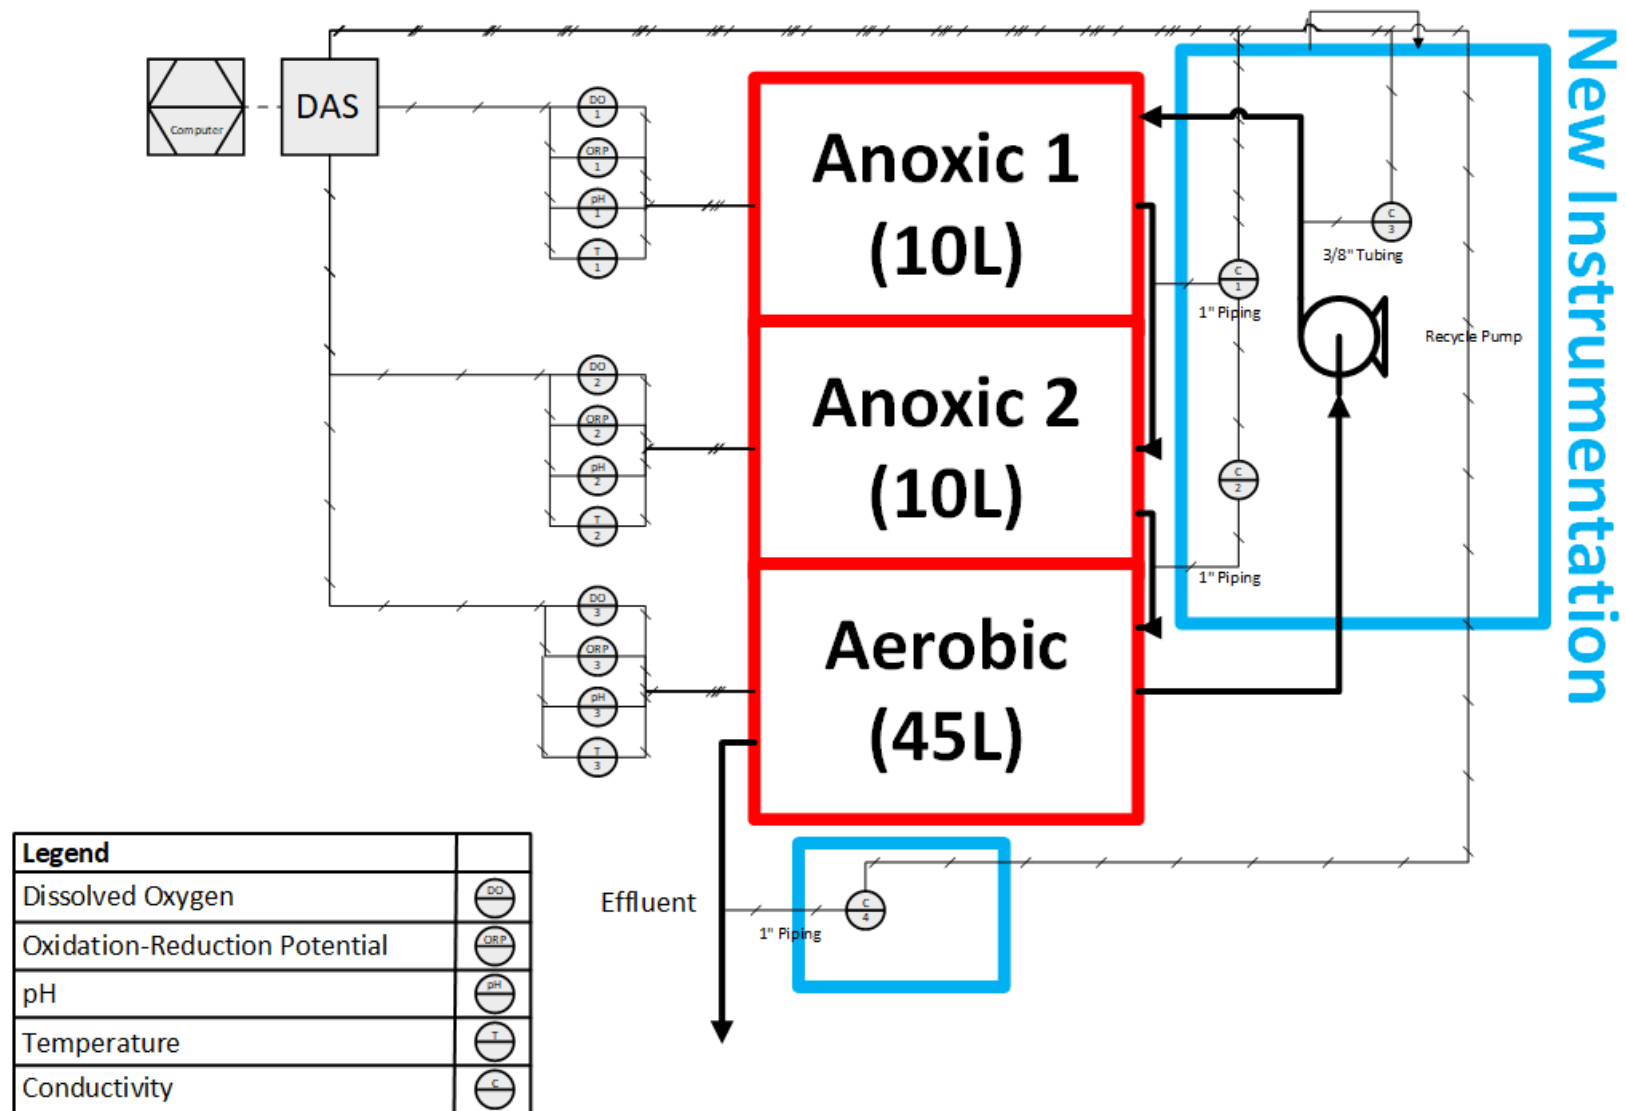 New Instrumentation
Computer
DAS
DO
1
ORP
1
pH
1
T
1
Anoxic 1
(10L)
C
3
3/8" Tubing
C
1
1" Piping
Recycle Pump
DO
2
ORP
2
pH
2
T
2
Anoxic 2
(10L)
C
2
1" Piping
DO
3
ORP
3
pH
3
T
3
Aerobic
(45L)
Effluent
C
4
1" Piping
Legend
Dissolved Oxygen DO
Oxidation-Reduction Potential ORP
pH pH
Temperature T
Conductivity C